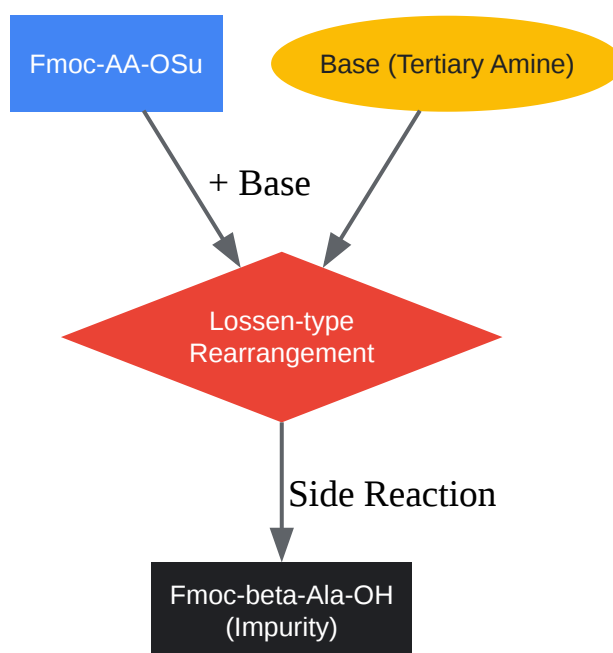 Fmoc-AA-OSu
Base (Tertiary Amine)
+ Base
Lossen-type
Rearrangement
Side Reaction
Fmoc-beta-Ala-OH
(Impurity)